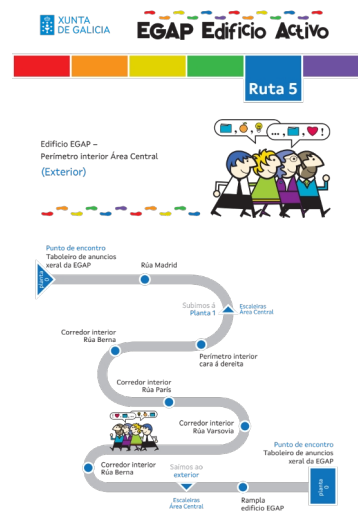 XUNTA
DE GALICIA
EGAP Edificio Activo
Ruta 5
Edificio EGAP –
Perímetro interior Área Central
(Exterior)
..., !
Punto de encontro
Taboleiro de anuncios
xeral da EGAP
Rúa Madrid
planta
0
Subimos á
Planta 1
Escaleiras
Área Central
Corredor interior
Rúa Berna
Perímetro interior
cara á dereita
Corredor interior
Rúa París
Corredor interior
Rúa Varsovia
Punto de encontro
Taboleiro de anuncios
xeral da EGAP
Corredor interior
Rúa Berna
Saímos ao
exterior
planta
0
Escaleiras
Área Central
Rampla
edificio EGAP